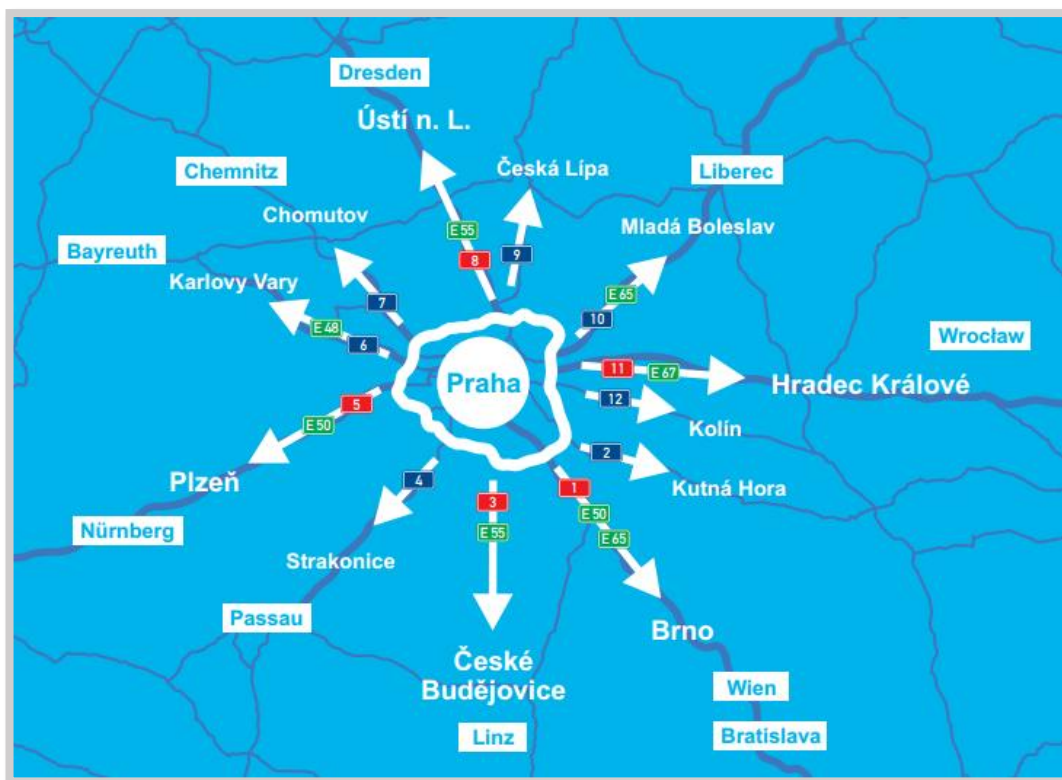 Dresden
Ústí n. L.
Chemnitz
Česká Lípa
Liberec
Chomutov
Mladá Boleslav
E 55
Bayreuth
8
9
Karlovy Vary
E 65
7
10
E 48
6
Wrocław
11
E 67
Praha
Hradec Králové
5
12
E 50
Kolín
2
4
Plzeň
1
Kutná Hora
3
E 50
Nürnberg
E 55
E 65
Strakonice
Passau
Brno
České
Budějovice
Wien
Linz
Bratislava